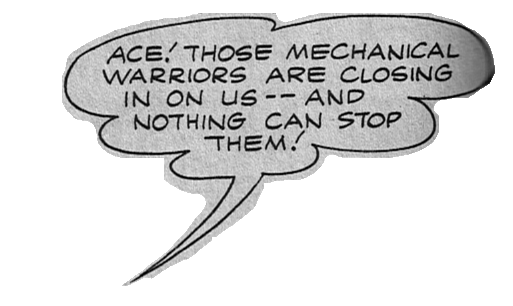 ACE! THOSE MECHANICAL
WARRIORS ARE CLOSING
IN ON US -- AND
NOTHING CAN STOP
THEM!